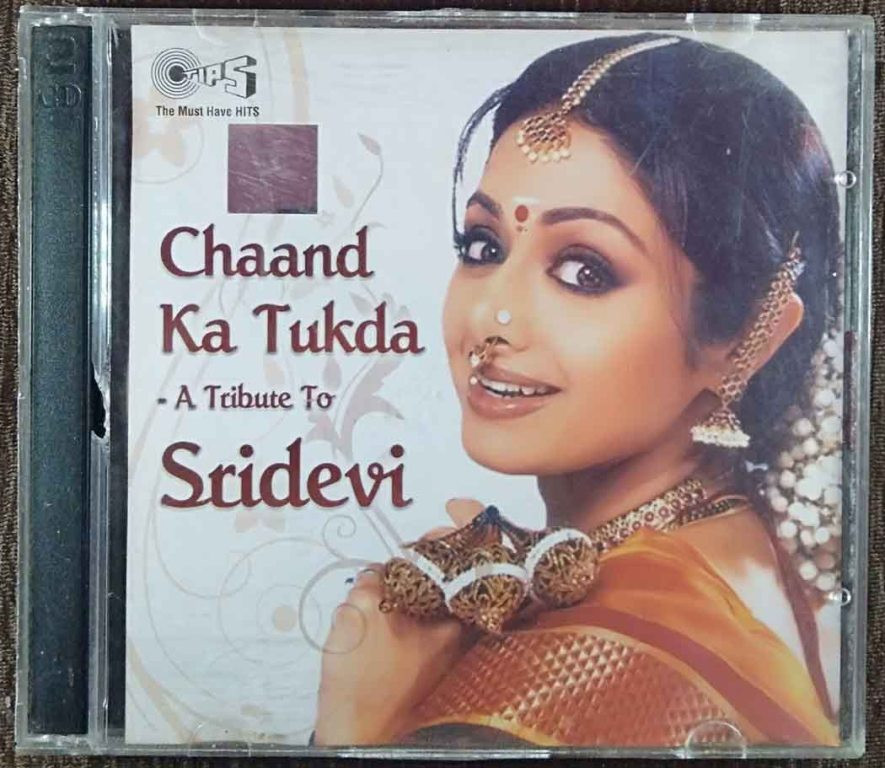 TIPS
The Must Have HITS
Chaand
Ka Tukda
- A Tribute To
Sridevi